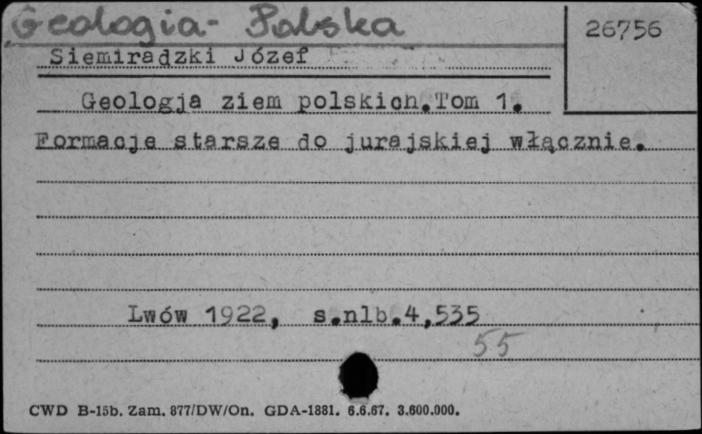 Geologia - Polska
26756
Siemiradzki Józef
Geologja ziem polskich.Tom 1.
Formacje starsze do jurajskiej włącznie.
Lwów 1922, s.nlb.4,535
55
CWD B-15b. Zam. 877/DW/On. GDA-1881. 6.6.67. 3.600.000.